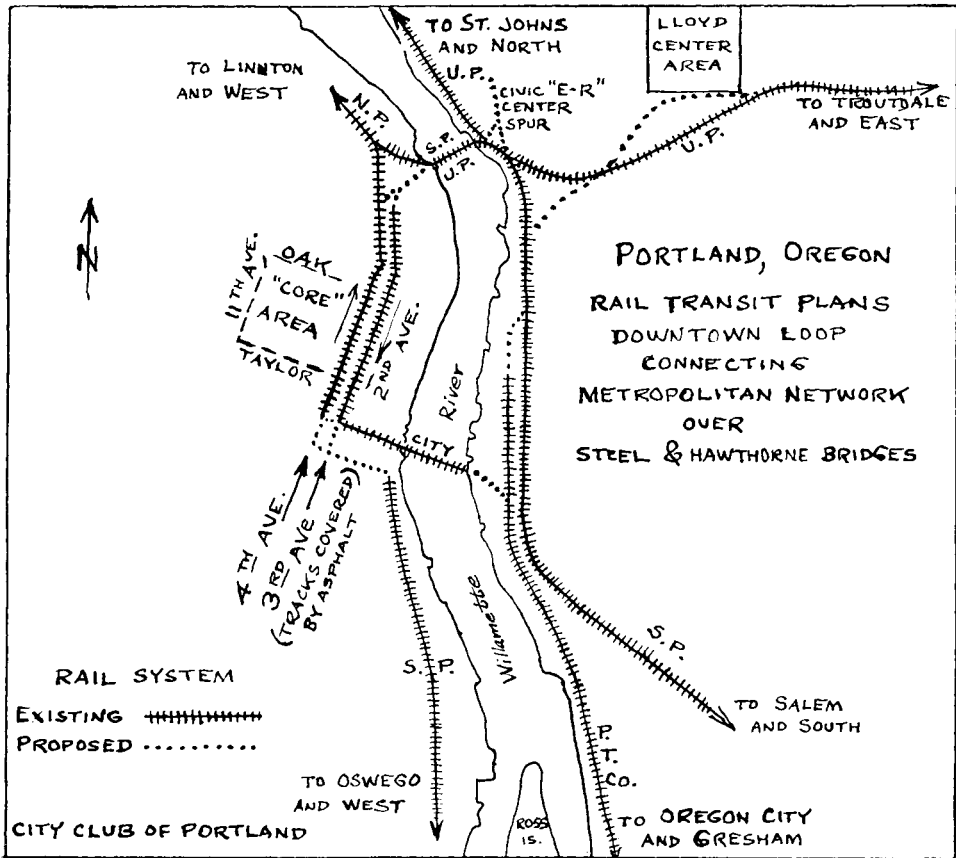 TO ST. JOHNS
AND NORTH
U.P.
LLOYD
CENTER
AREA
TO LINNTON
AND WEST
N.P.
CIVIC "E-R"
CENTER
SPUR
TO TROUTDALE
AND EAST
S.P.
U.P.
U.P.
N
11TH AVE.
OAK
"CORE"
AREA
TAYLOR
2ND AVE.
River
CITY
PORTLAND, OREGON
RAIL TRANSIT PLANS
DOWNTOWN LOOP
CONNECTING
METROPOLITAN NETWORK
OVER
STEEL & HAWTHORNE BRIDGES
4TH AVE.
3RD AVE
(TRACKS COVERED)
BY ASPHALT
Willamette
S.P.
S.P.
RAIL SYSTEM
EXISTING
PROPOSED
TO SALEM
AND SOUTH
P.
T.
CO.
TO OSWEGO
AND WEST
ROSS
IS.
TO OREGON CITY
AND GRESHAM
CITY CLUB OF PORTLAND